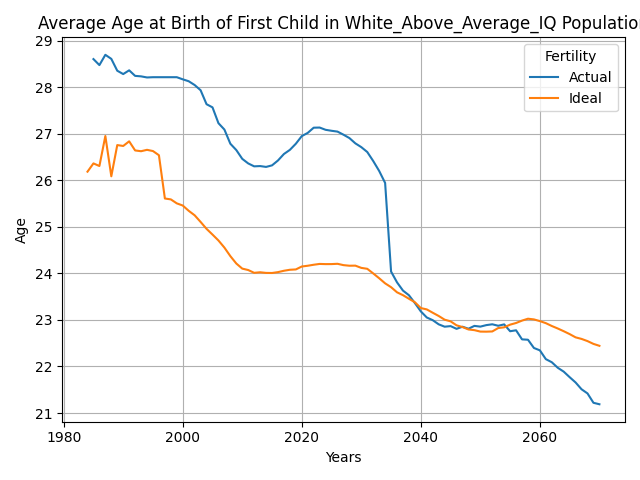 Average Age at Birth of First Child in White_Above_Average_IQ Population
29
28
27
26
25
24
23
22
21
Age
1980
2000
2020
2040
2060
Years
Fertility
Actual
Ideal